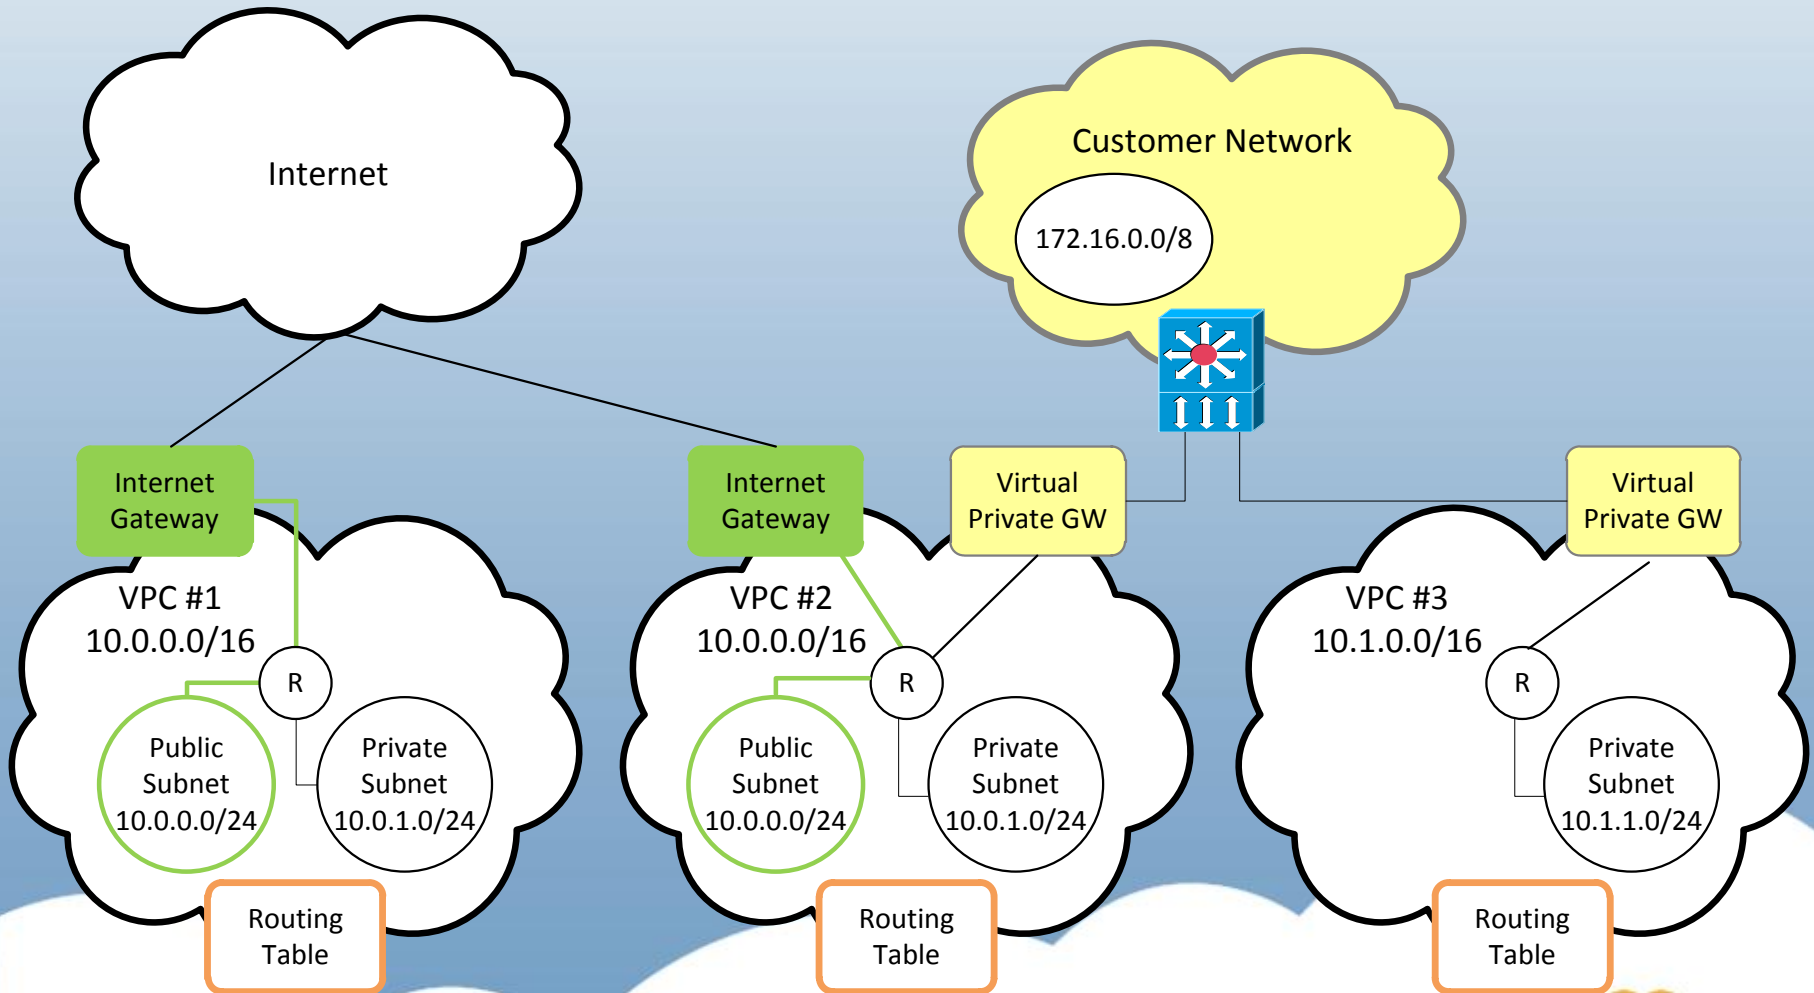 Internet
Customer Network
172.16.0.0/8
Internet
Gateway
Internet
Gateway
Virtual
Private GW
Virtual
Private GW
VPC #1
10.0.0.0/16
R
Public
Subnet
10.0.0.0/24
Private
Subnet
10.0.1.0/24
Routing
Table
VPC #2
10.0.0.0/16
R
Public
Subnet
10.0.0.0/24
Private
Subnet
10.0.1.0/24
Routing
Table
VPC #3
10.1.0.0/16
R
Private
Subnet
10.1.1.0/24
Routing
Table